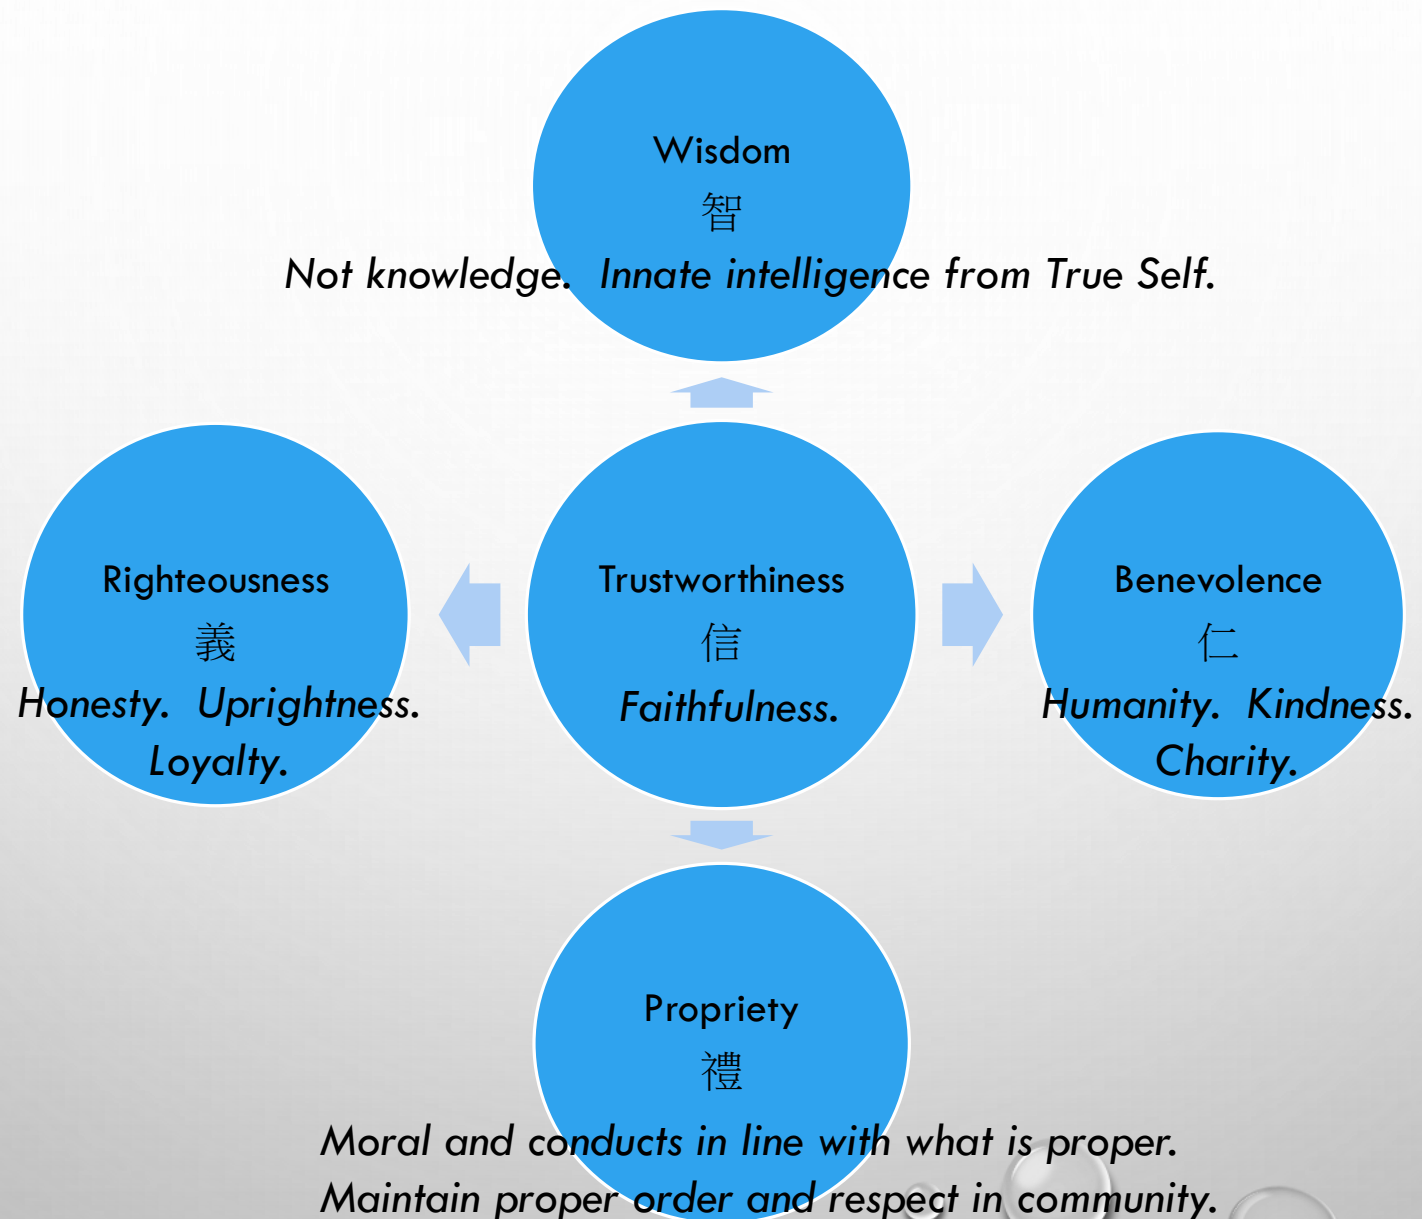 Wisdom
智
Not knowledge.  Innate intelligence from True Self.
Righteousness
義
Honesty.  Uprightness.
Loyalty.
Trustworthiness
信
Faithfulness.
Benevolence
仁
Humanity.  Kindness.
Charity.
Propriety
禮
Moral and conducts in line with what is proper.
Maintain proper order and respect in community.